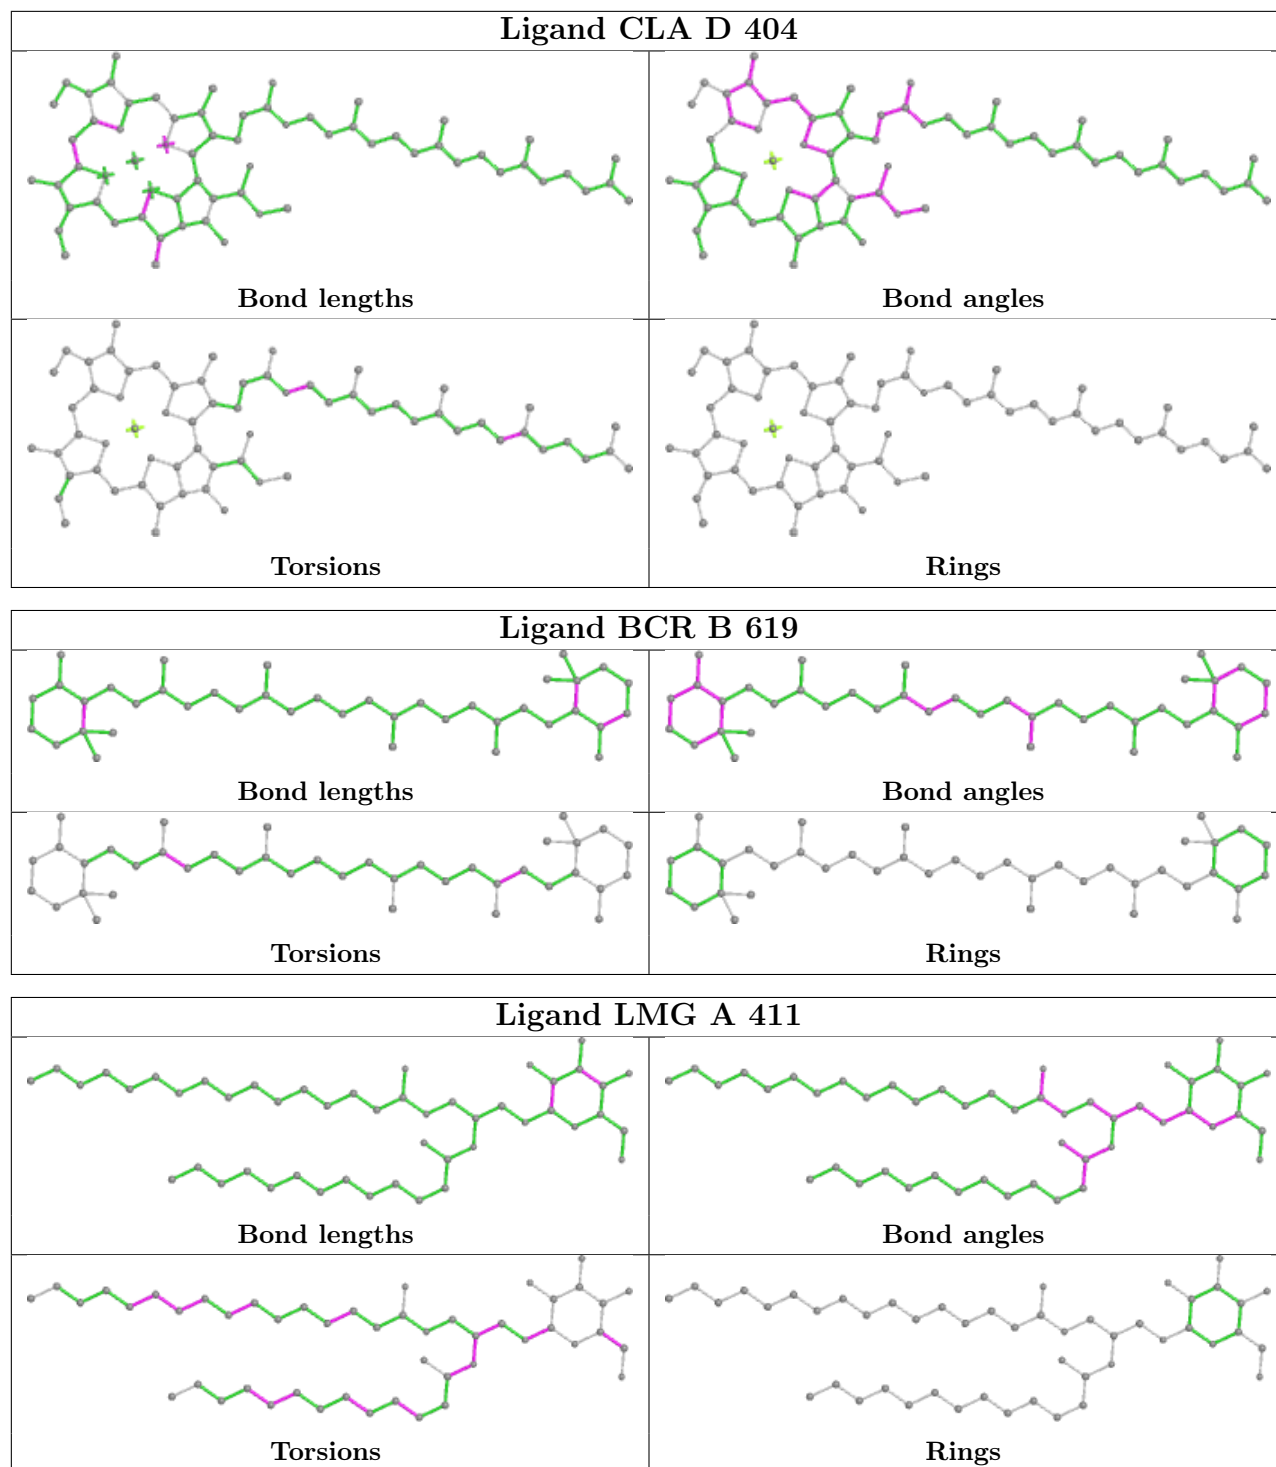 Ligand CLA D 404
Bond lengths
Bond angles
Torsions
Rings
Ligand BCR B 619
Bond lengths
Bond angles
Torsions
Rings
Ligand LMG A 411
Bond lengths
Bond angles
Torsions
Rings